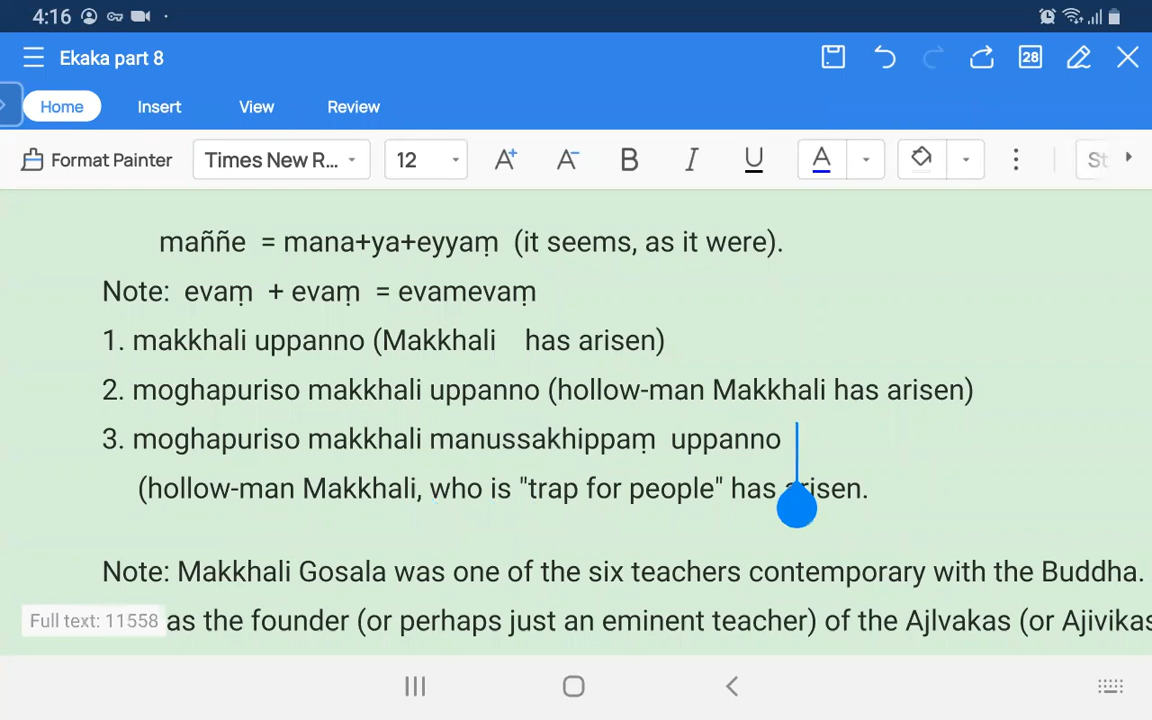 4:16
Ekaka part 8
28
Home Insert View Review
Format Painter Times New R... 12 A+ A- B I U A St
maññe = mana+ya+eyyaṃ (it seems, as it were).
Note: evaṃ + evaṃ = evamevaṃ
1. makkhali uppanno (Makkhali has arisen)
2. moghapuriso makkhali uppanno (hollow-man Makkhali has arisen)
3. moghapuriso makkhali manussakhippaṃ uppanno
(hollow-man Makkhali, who is "trap for people" has arisen.
Note: Makkhali Gosala was one of the six teachers contemporary with the Buddha.
Full text: 11558 as the founder (or perhaps just an eminent teacher) of the Ajlvakas (or Ajivikas